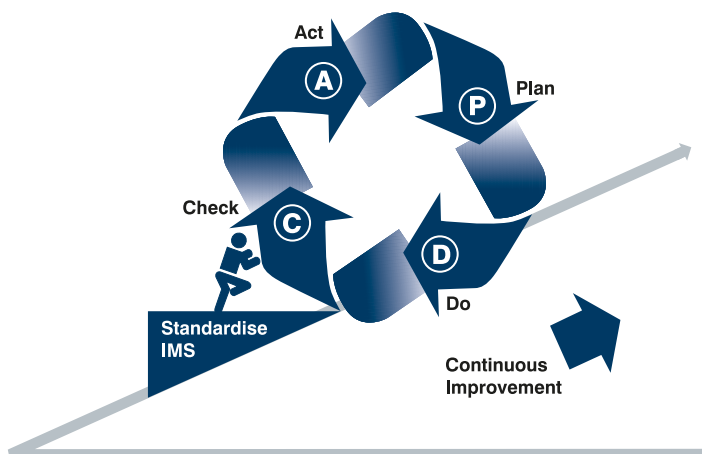 Act
A
P
Plan
Check
C
D
Do
Standardise
IMS
Continuous
Improvement